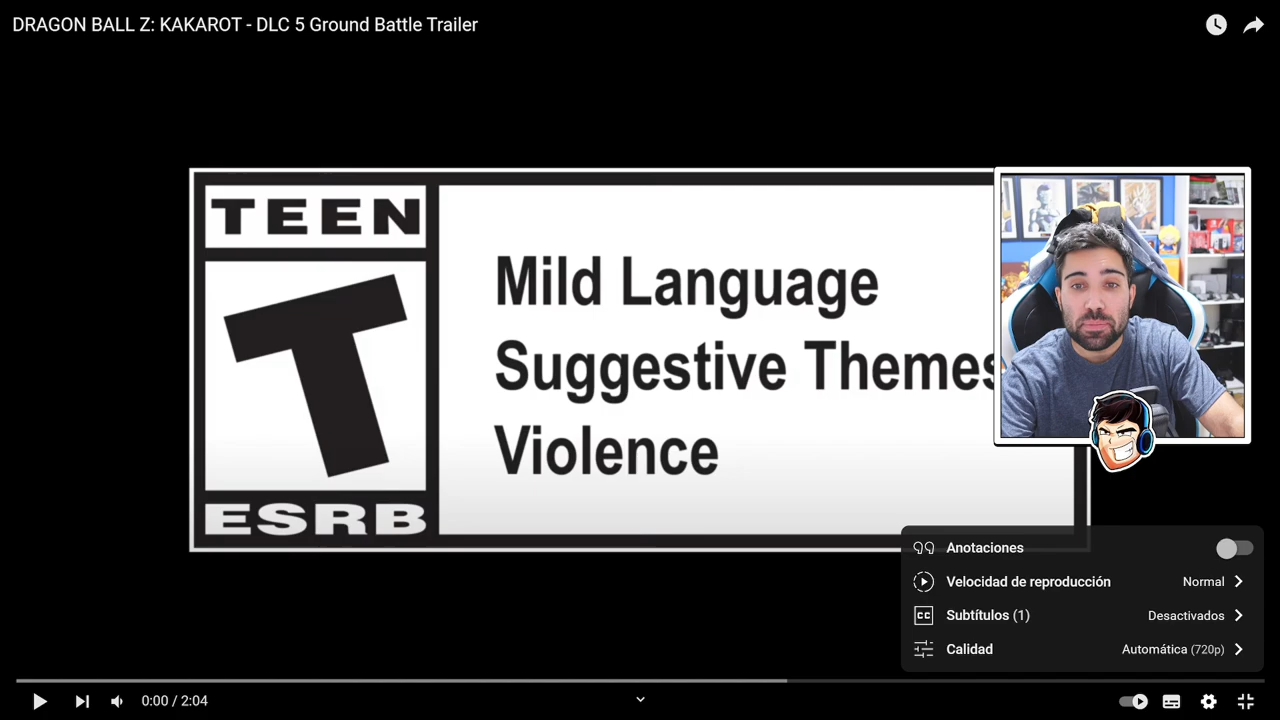 DRAGON BALL Z: KAKAROT - DLC 5 Ground Battle Trailer
TEEN
T
ESRB
Mild Language
Suggestive Themes
Violence
Anotaciones
Velocidad de reproducción Normal
Subtítulos (1) Desactivados
Calidad Automática (720p)
0:00 / 2:04